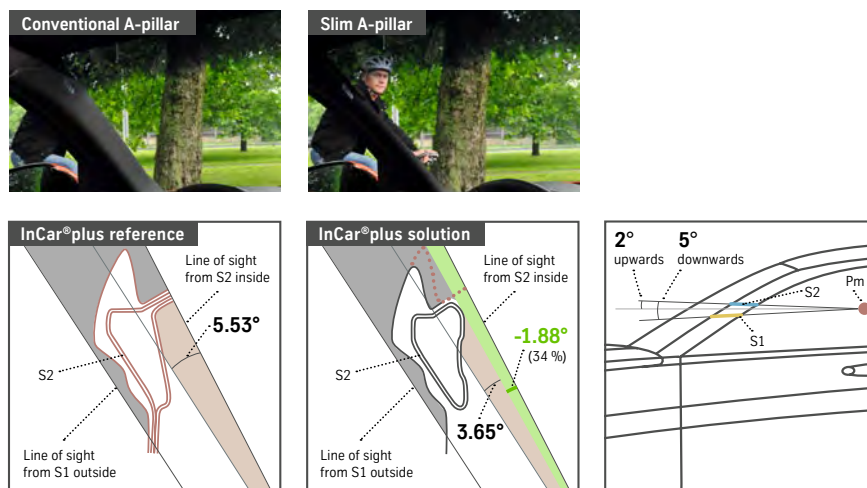 Conventional A-pillar
Slim A-pillar
InCar®plus reference
Line of sight
from S2 inside
5.53°
S2
Line of sight
from S1 outside
InCar®plus solution
Line of sight
from S2 inside
-1.88°
(34 %)
S2
3.65°
Line of sight
from S1 outside
2°
upwards
5°
downwards
S2
Pm
S1